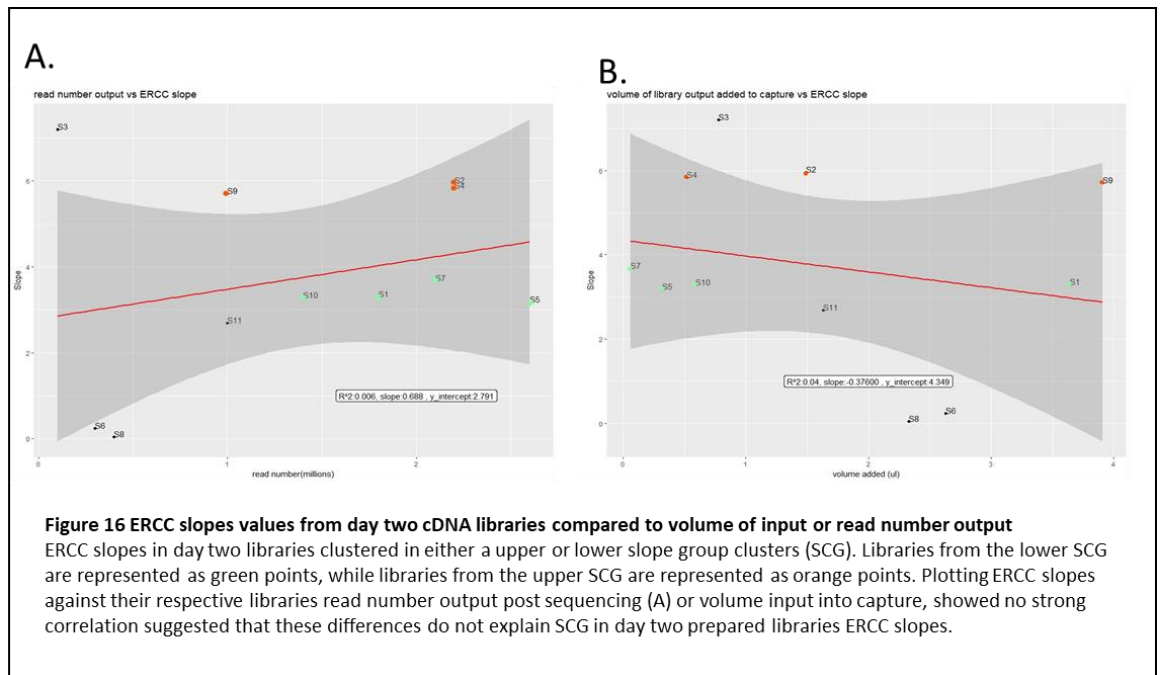 A.
read number output vs ERCC slope
S3
S9
S2
S4
S7
S10
S1
S5
S11
S6
S8
R^2:0.006, slope:0.688 , y_intercept:2.791
Slope
6
4
2
0
0
1
2
read number(millions)
B.
volume of library output added to capture vs ERCC slope
S3
S4
S2
S9
S7
S5
S10
S1
S11
R^2:0.04, slope:-0.37600 , y_intercept:4.349
S8
S6
Slope
6
4
2
0
0
1
2
3
4
volume added (ul)
Figure 16 ERCC slopes values from day two cDNA libraries compared to volume of input or read number output
ERCC slopes in day two libraries clustered in either a upper or lower slope group clusters (SCG). Libraries from the lower SCG
are represented as green points, while libraries from the upper SCG are represented as orange points. Plotting ERCC slopes
against their respective libraries read number output post sequencing (A) or volume input into capture, showed no strong
correlation suggested that these differences do not explain SCG in day two prepared libraries ERCC slopes.